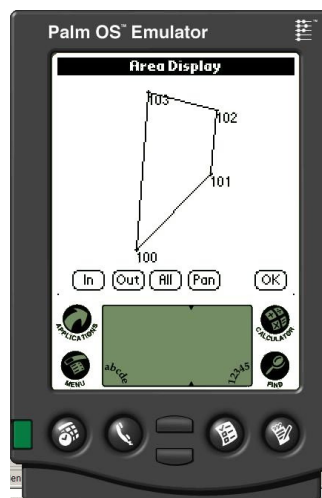 Palm OS™ Emulator
Area Display
103
102
101
100
In Out All Pan OK
APPLICATIONS
CALCULATOR
MENU
abcde
12345
FIND
en